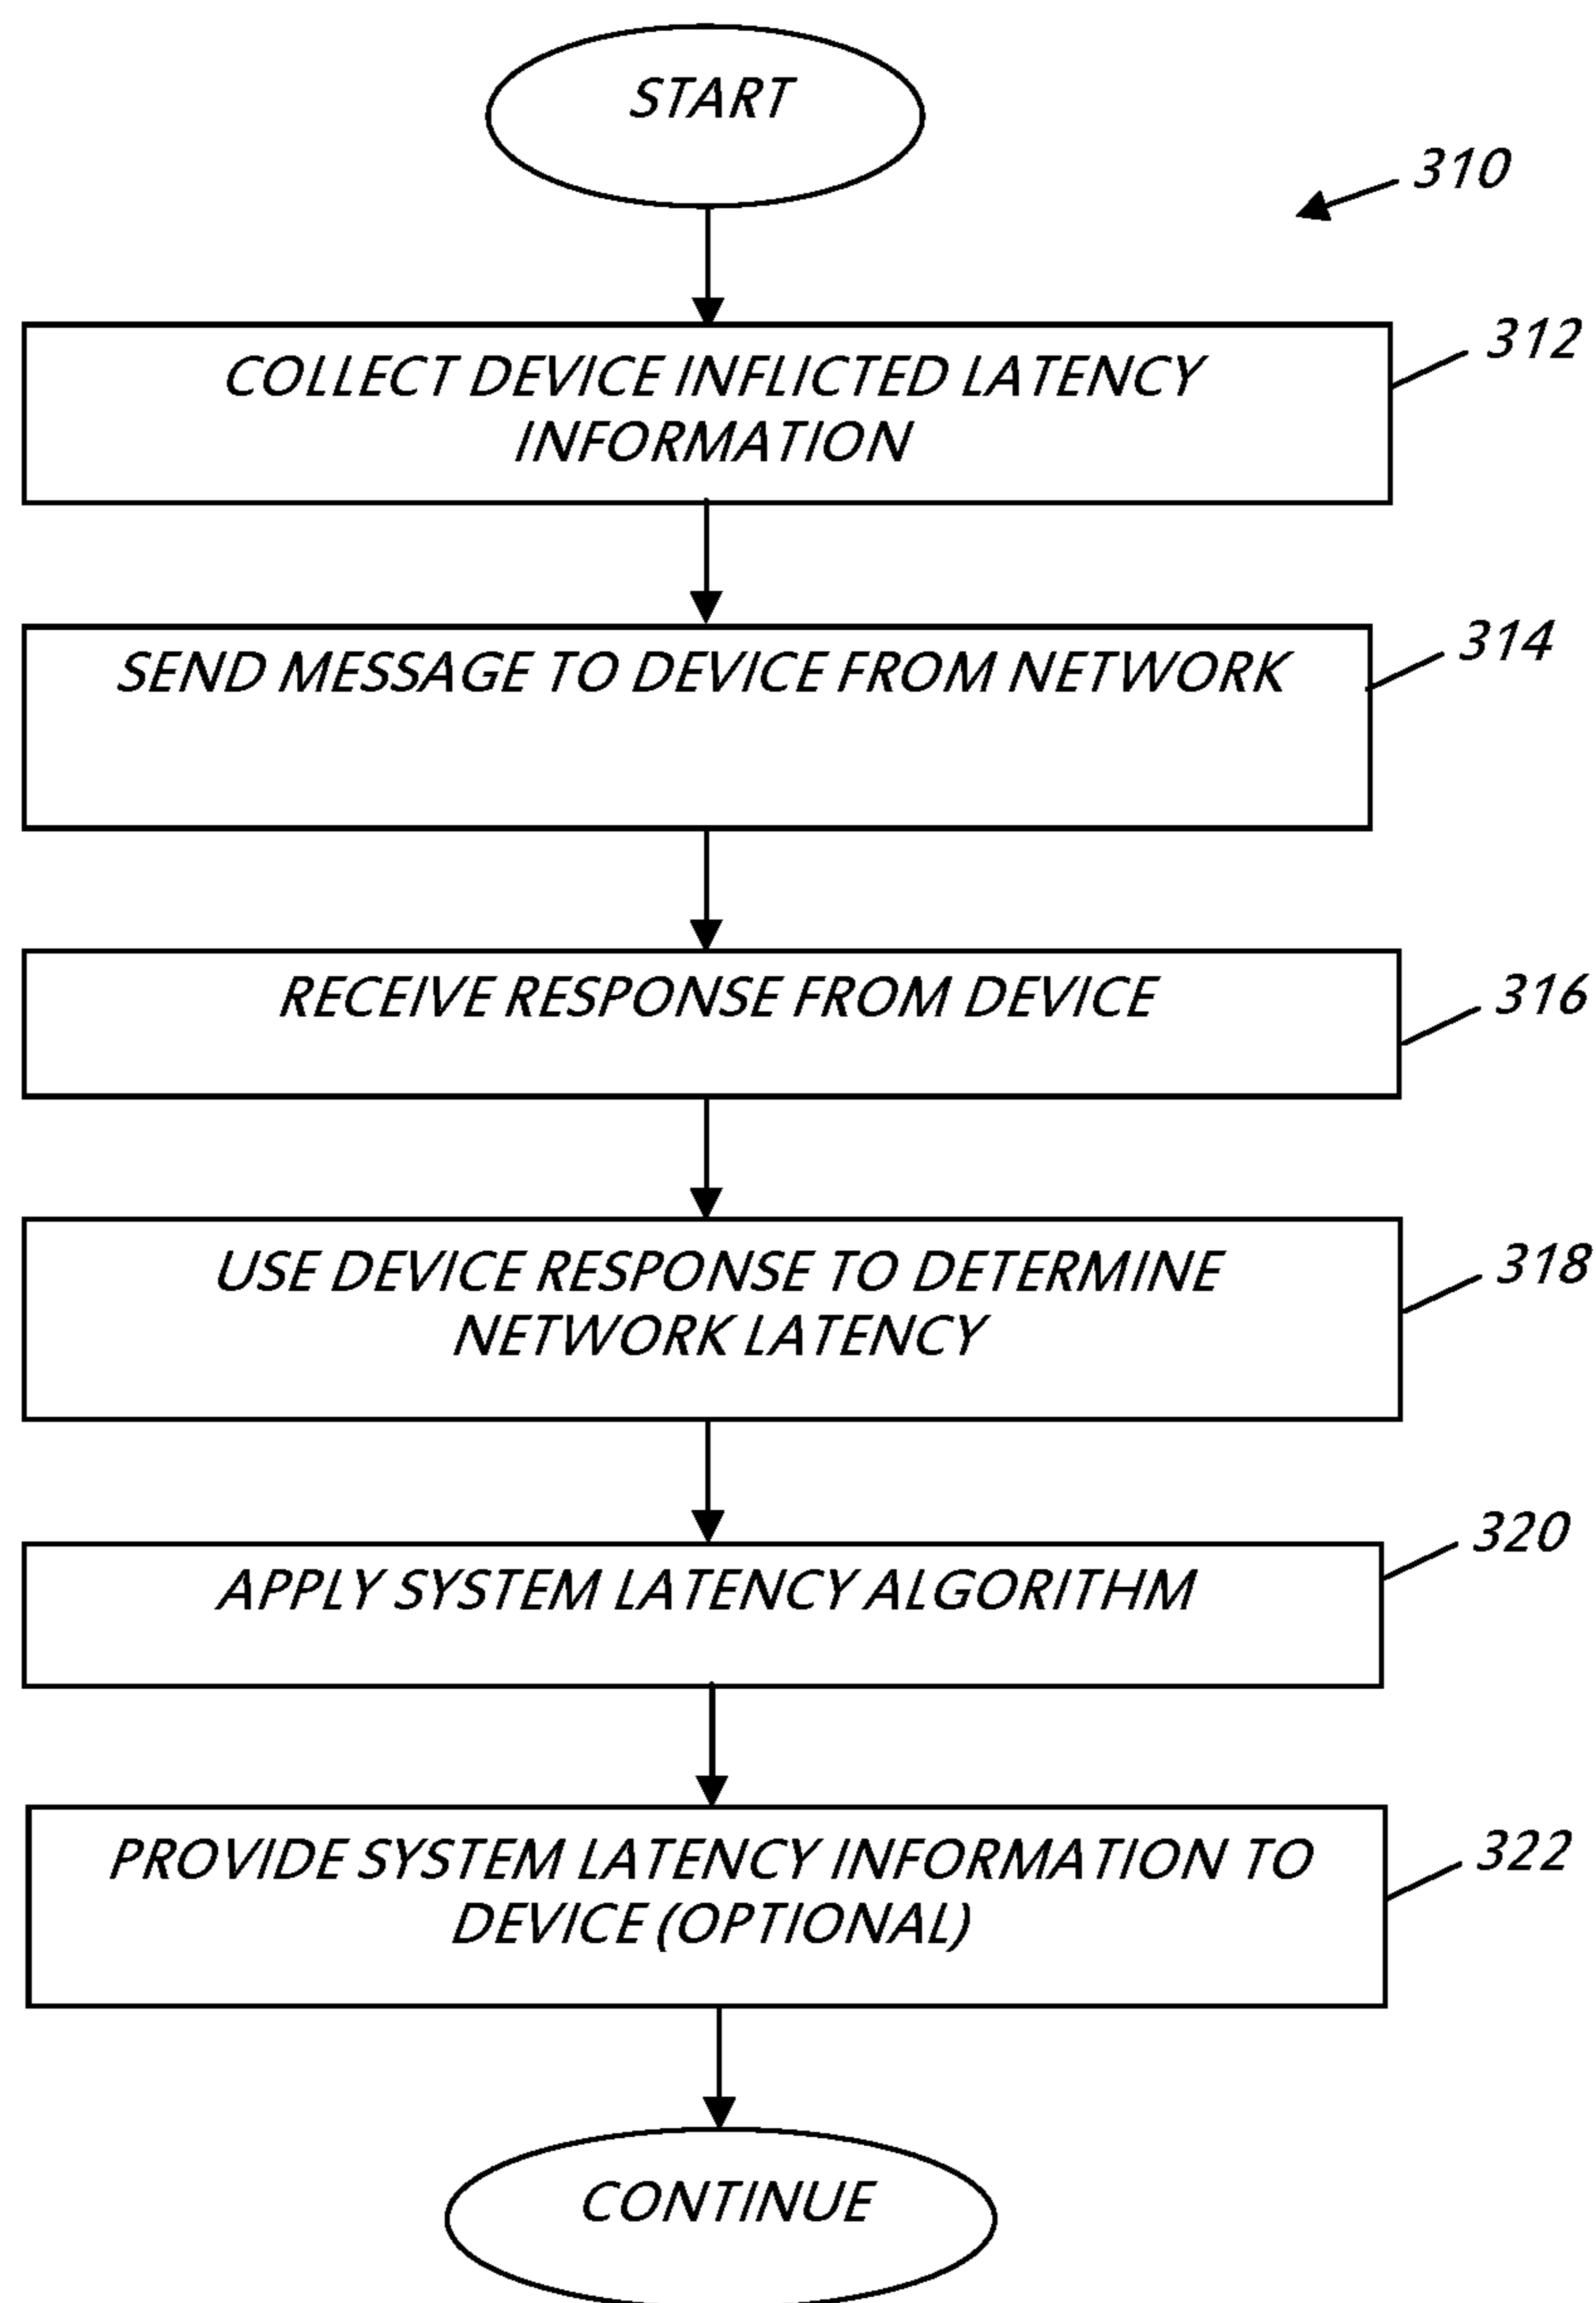 START
310
COLLECT DEVICE INFLICTED LATENCY
INFORMATION
312
SEND MESSAGE TO DEVICE FROM NETWORK
314
RECEIVE RESPONSE FROM DEVICE
316
USE DEVICE RESPONSE TO DETERMINE
NETWORK LATENCY
318
APPLY SYSTEM LATENCY ALGORITHM
320
PROVIDE SYSTEM LATENCY INFORMATION TO
DEVICE (OPTIONAL)
322
CONTINUE